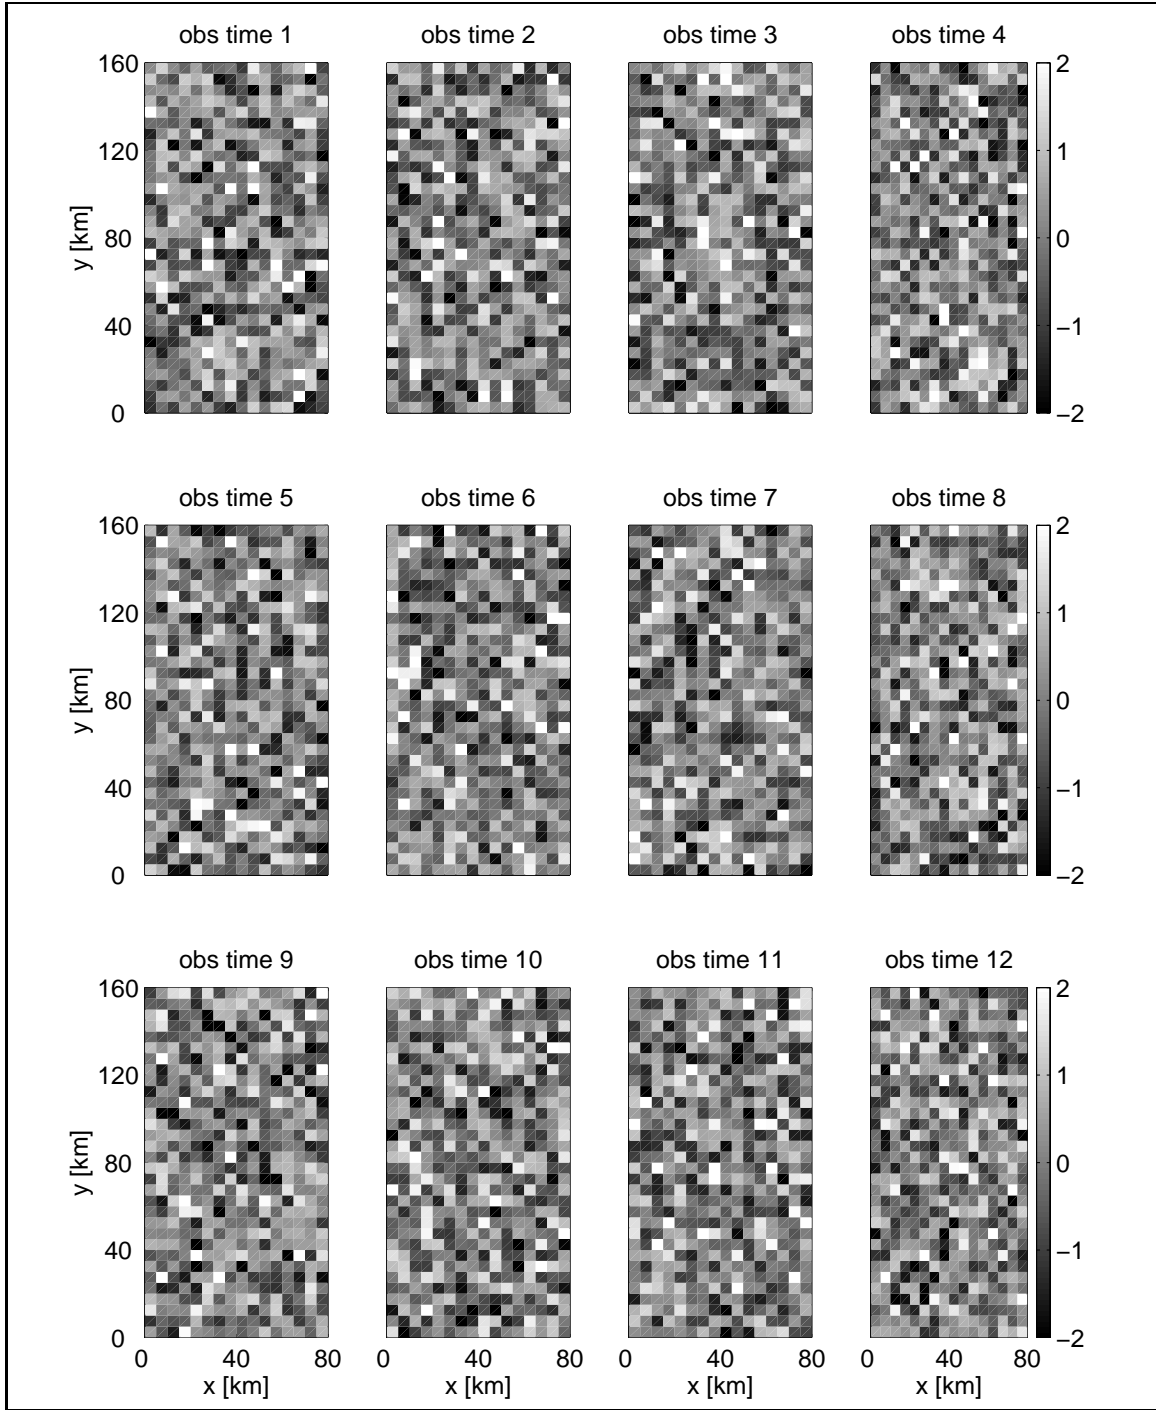 obs time 1
obs time 2
obs time 3
obs time 4
160
120
80
40
0
y [km]
2
1
0
−1
−2
obs time 5
obs time 6
obs time 7
obs time 8
160
120
80
40
0
y [km]
2
1
0
−1
−2
obs time 9
obs time 10
obs time 11
obs time 12
160
120
80
40
0
y [km]
2
1
0
−1
−2
0 40 80
0 40 80
0 40 80
0 40 80
x [km]
x [km]
x [km]
x [km]